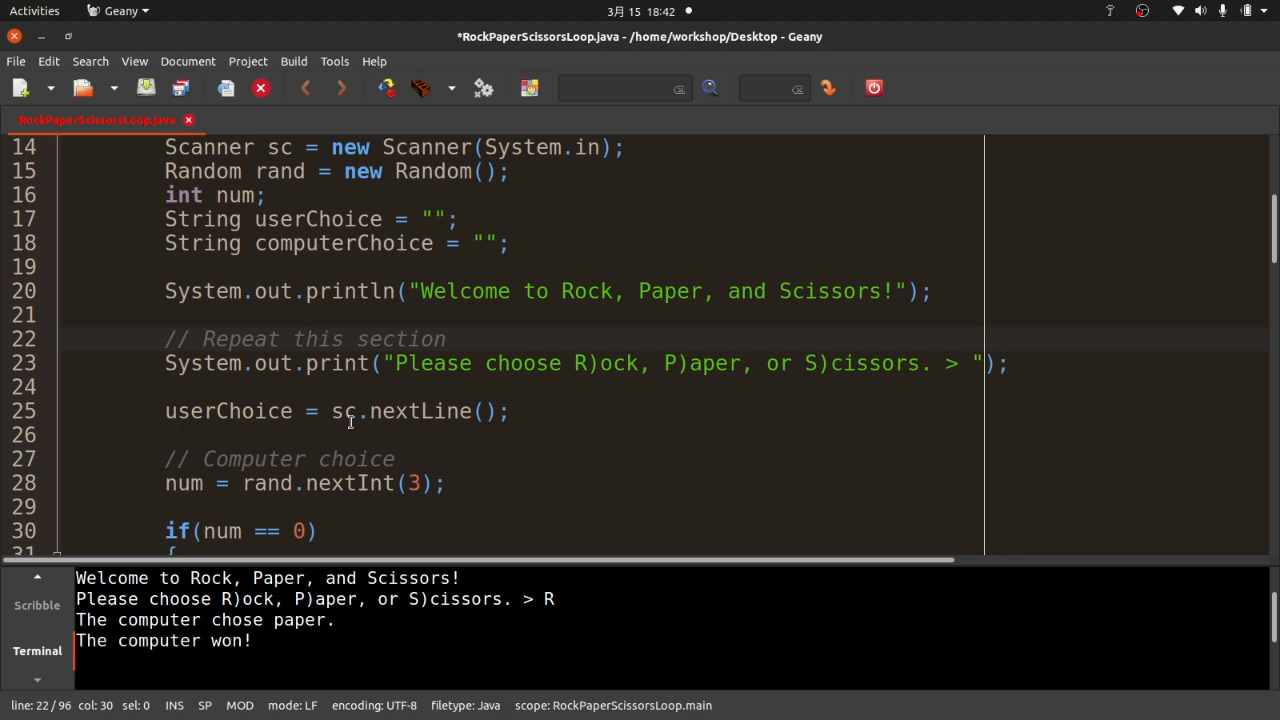 Activities Geany 3月 15 18:42
*RockPaperScissorsLoop.java - /home/workshop/Desktop - Geany
File Edit Search View Document Project Build Tools Help
RockPaperScissorsLoop.java
14 Scanner sc = new Scanner(System.in);
15 Random rand = new Random();
16 int num;
17 String userChoice = "";
18 String computerChoice = "";
19
20 System.out.println("Welcome to Rock, Paper, and Scissors!");
21
22 // Repeat this section
23 System.out.print("Please choose R)ock, P)aper, or S)cissors. > ");
24
25 userChoice = sc.nextLine();
26
27 // Computer choice
28 num = rand.nextInt(3);
29
30 if(num == 0)
31 {
Scribble
Terminal
Welcome to Rock, Paper, and Scissors!
Please choose R)ock, P)aper, or S)cissors. > R
The computer chose paper.
The computer won!
line: 22 / 96 col: 30 sel: 0 INS SP MOD mode: LF encoding: UTF-8 filetype: Java scope: RockPaperScissorsLoop.main